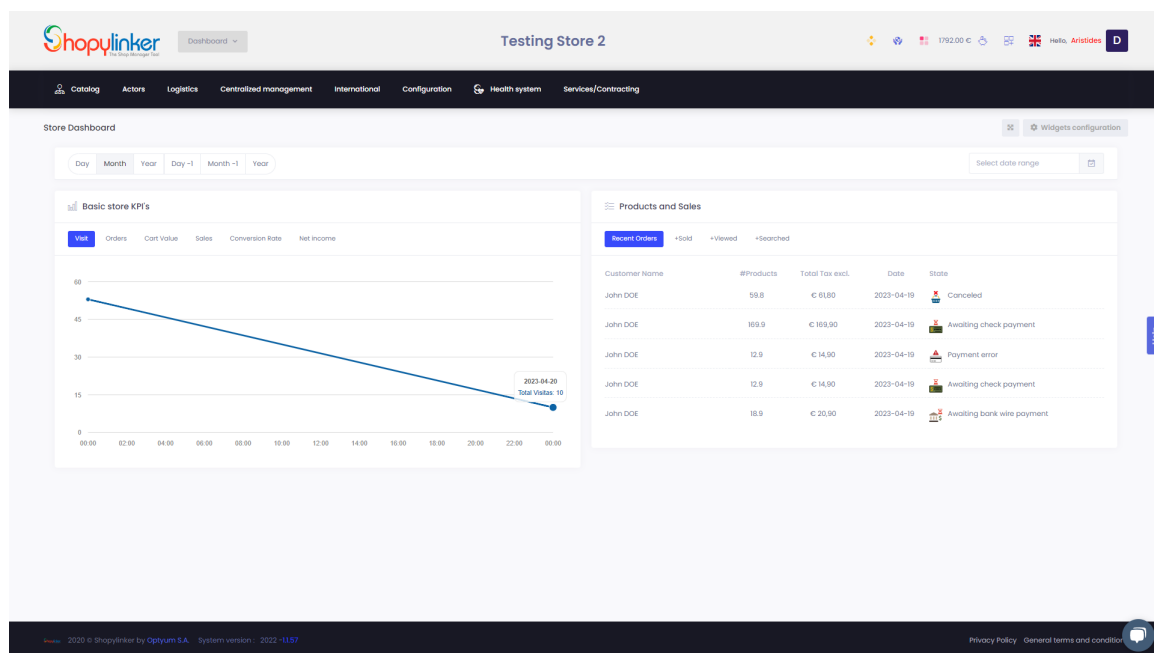 Shopylinker
The Shop Manager Tool
Dashboard
Testing Store 2
1792.00 €
Hello, Aristides
D
Catalog Actors Logistics Centralized management International Configuration Health system Services/Contracting
Store Dashboard
Widgets configuration
Day Month Year Day -1 Month -1 Year
Select date range
Basic store KPI's
Visit Orders Cart Value Sales Conversion Rate Net income
60
45
30
15
0
2023-04-20
Total Visitas: 10
00:00 02:00 04:00 06:00 08:00 10:00 12:00 14:00 16:00 18:00 20:00 22:00 00:00
Products and Sales
Recent Orders +Sold +Viewed +Searched
Customer Name #Products Total Tax excl. Date State
John DOE 59.8 € 61,80 2023-04-19 Canceled
John DOE 169.9 € 169,90 2023-04-19 Awaiting check payment
John DOE 12.9 € 14,90 2023-04-19 Payment error
John DOE 12.9 € 14,90 2023-04-19 Awaiting check payment
John DOE 18.9 € 20,90 2023-04-19 Awaiting bank wire payment
2020 © Shopylinker by Optyum S.A. System version : 2022 -1.1.57
Privacy Policy General terms and condition